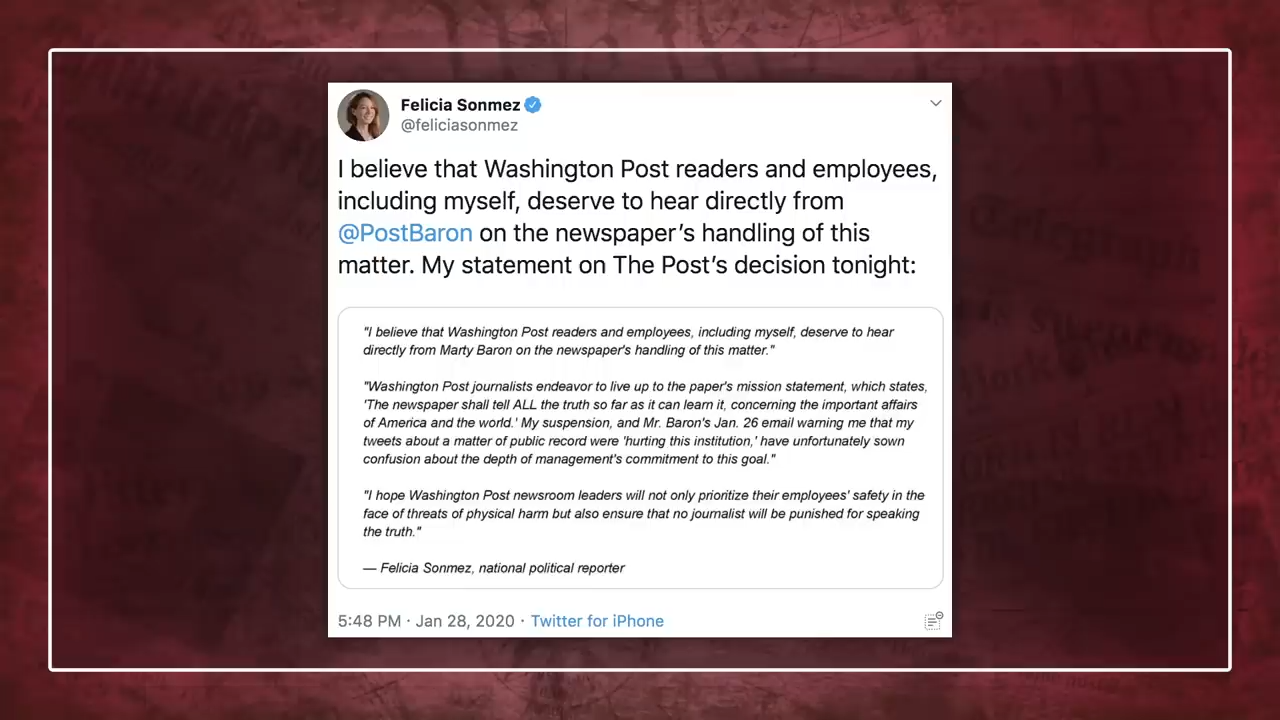 Felicia Sonmez
@feliciasonmez
I believe that Washington Post readers and employees,
including myself, deserve to hear directly from
@PostBaron on the newspaper’s handling of this
matter. My statement on The Post’s decision tonight:
"I believe that Washington Post readers and employees, including myself, deserve to hear
directly from Marty Baron on the newspaper's handling of this matter."
"Washington Post journalists endeavor to live up to the paper's mission statement, which states,
'The newspaper shall tell ALL the truth so far as it can learn it, concerning the important affairs
of America and the world.' My suspension, and Mr. Baron's Jan. 26 email warning me that my
tweets about a matter of public record were 'hurting this institution,' have unfortunately sown
confusion about the depth of management's commitment to this goal."
"I hope Washington Post newsroom leaders will not only prioritize their employees' safety in the
face of threats of physical harm but also ensure that no journalist will be punished for speaking
the truth."
— Felicia Sonmez, national political reporter
5:48 PM · Jan 28, 2020 · Twitter for iPhone